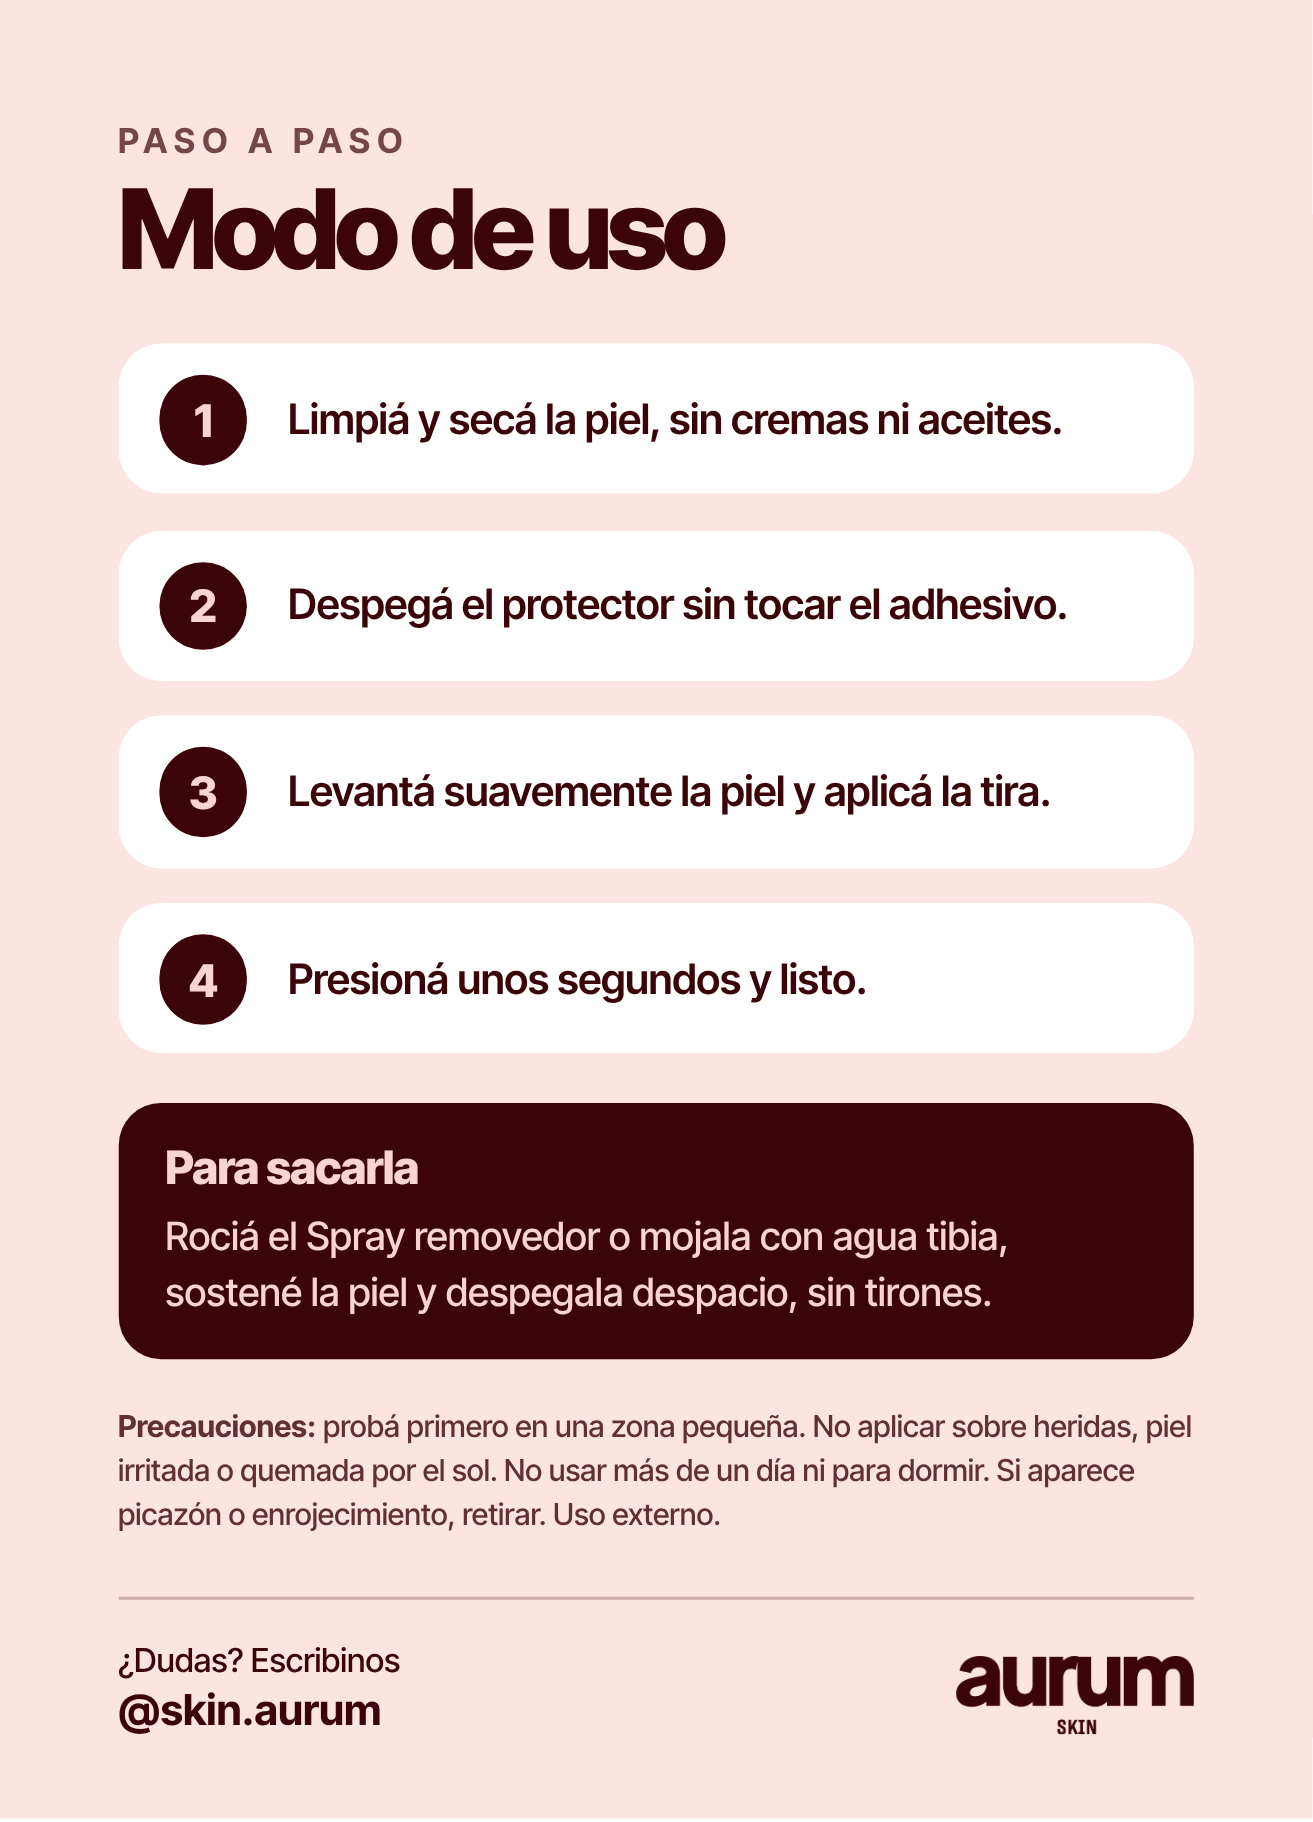 PASO A PASO
Modo de uso
1 Limpiá y secá la piel, sin cremas ni aceites.
2 Despegá el protector sin tocar el adhesivo.
3 Levantá suavemente la piel y aplicá la tira.
4 Presioná unos segundos y listo.
Para sacarla
Rociá el Spray removedor o mojala con agua tibia,
sostené la piel y despegala despacio, sin tirones.
Precauciones: probá primero en una zona pequeña. No aplicar sobre heridas, piel
irritada o quemada por el sol. No usar más de un día ni para dormir. Si aparece
picazón o enrojecimiento, retirar. Uso externo.
¿Dudas? Escribinos
@skin.aurum
aurum
SKIN